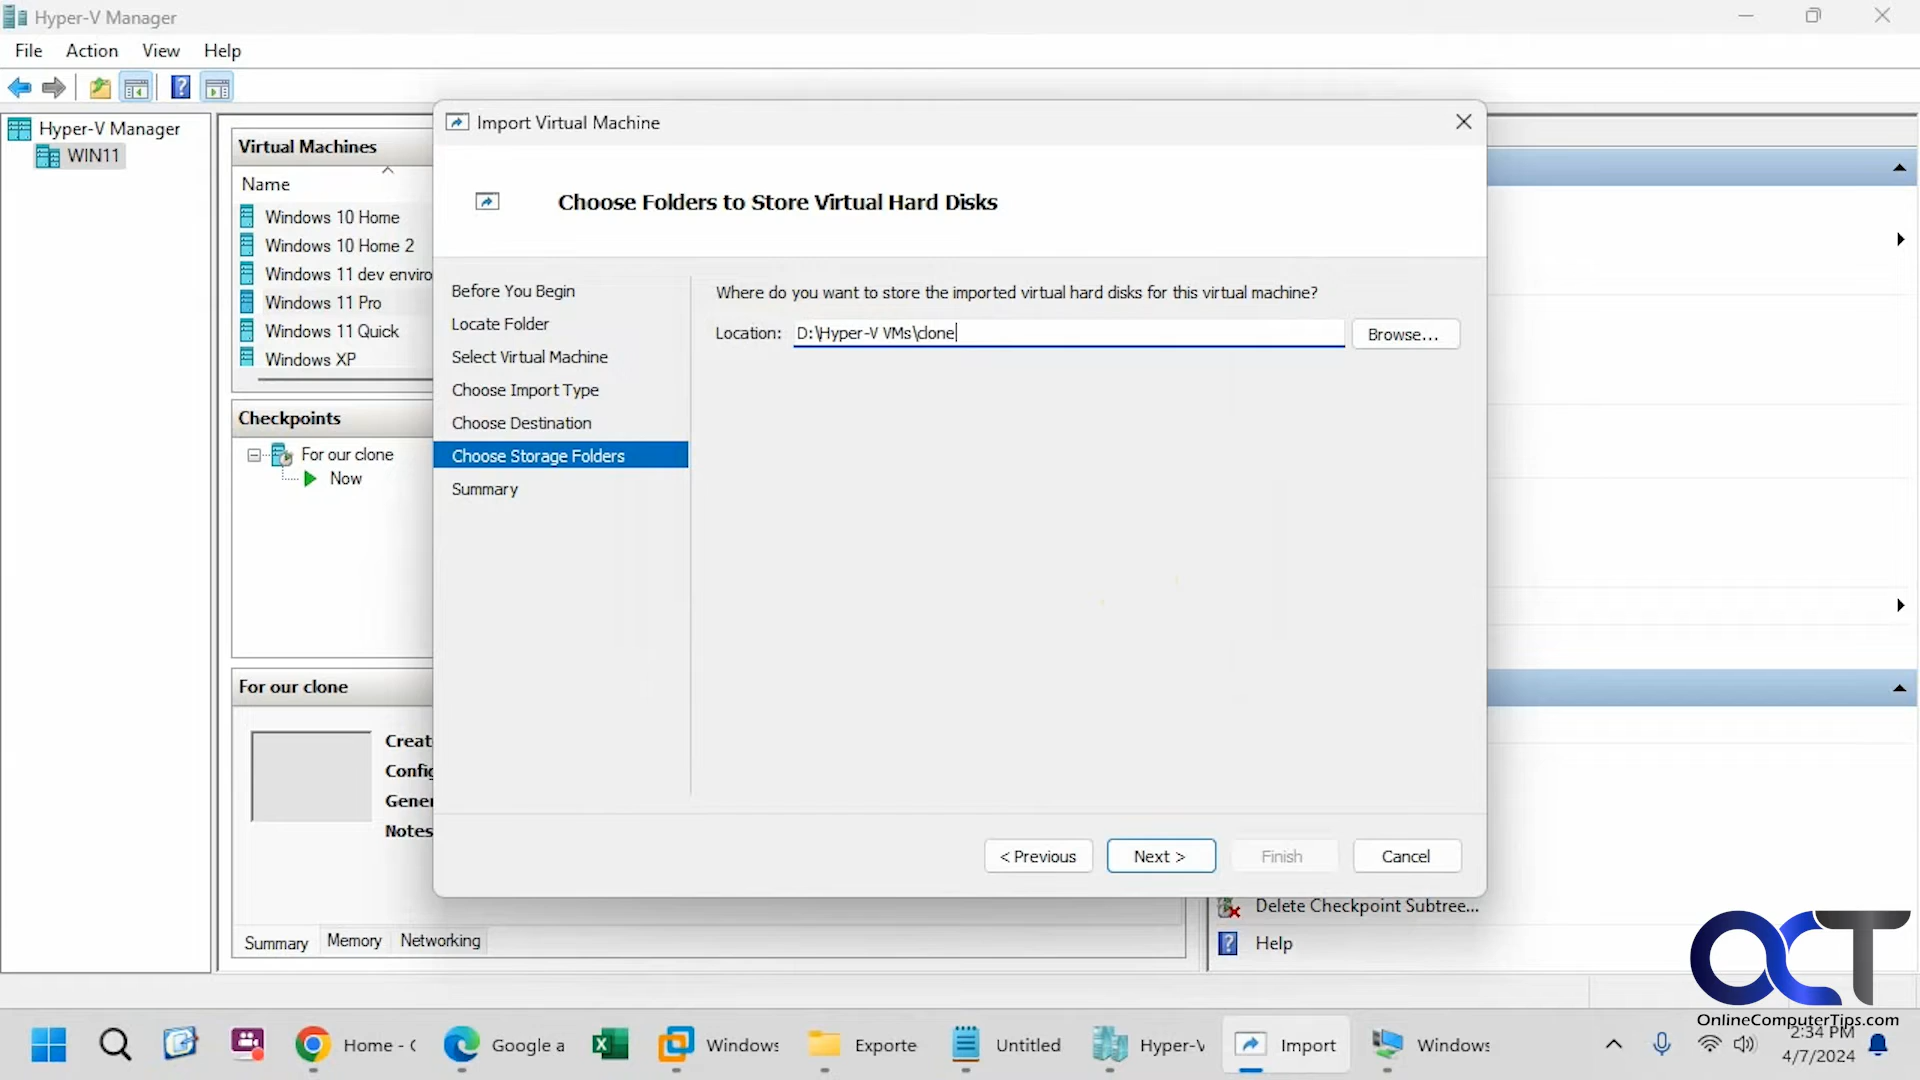 Hyper-V Manager
File Action View Help
Hyper-V Manager
WIN11
Virtual Machines
Name
Windows 10 Home
Windows 10 Home 2
Windows 11 dev enviro
Windows 11 Pro
Windows 11 Quick
Windows XP
Checkpoints
For our clone
Now
For our clone
Creat
Config
Gener
Notes
Summary Memory Networking
Import Virtual Machine
Choose Folders to Store Virtual Hard Disks
Before You Begin
Locate Folder
Select Virtual Machine
Choose Import Type
Choose Destination
Choose Storage Folders
Summary
Where do you want to store the imported virtual hard disks for this virtual machine?
Location: D:\Hyper-V VMs\clone Browse...
< Previous Next > Finish Cancel
Delete Checkpoint Subtree...
Help
OCT
OnlineComputerTips.com
Home - Google a Windows Exporte Untitled Hyper-V Import Windows
2:34 PM
4/7/2024